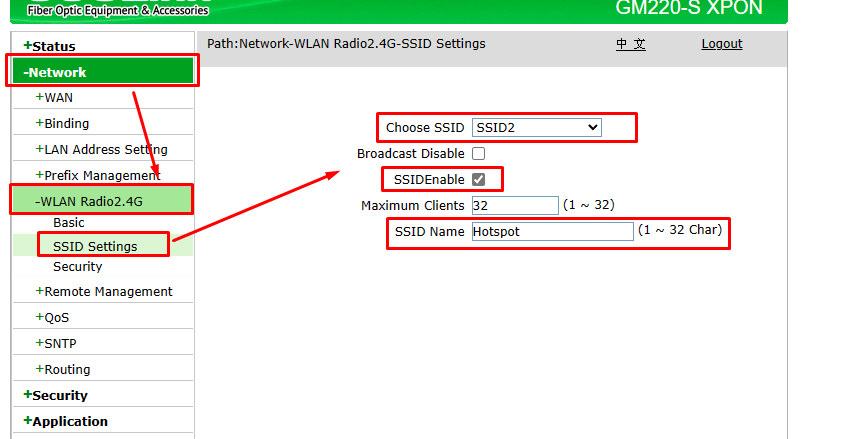 Fiber Optic Equipment & Accessories
GM220-S XPON
Path:Network-WLAN Radio2.4G-SSID Settings
中 文
Logout
+Status
-Network
+WAN
+Binding
+LAN Address Setting
+Prefix Management
-WLAN Radio2.4G
Basic
SSID Settings
Security
+Remote Management
+QoS
+SNTP
+Routing
+Security
+Application
Choose SSID SSID2
Broadcast Disable
SSIDEnable
Maximum Clients 32 (1 ~ 32)
SSID Name Hotspot (1 ~ 32 Char)